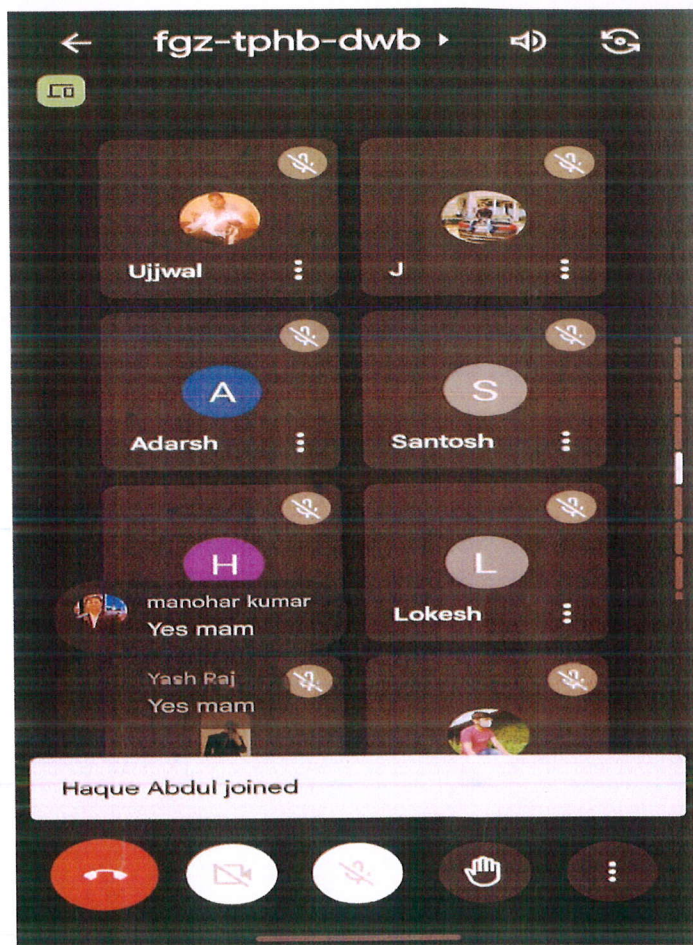 fgz-tphb-dwb
Ujjwal
J
A
Adarsh
S
Santosh
H
L
Lokesh
manohar kumar
Yes mam
Yash Raj
Yes mam
Haque Abdul joined